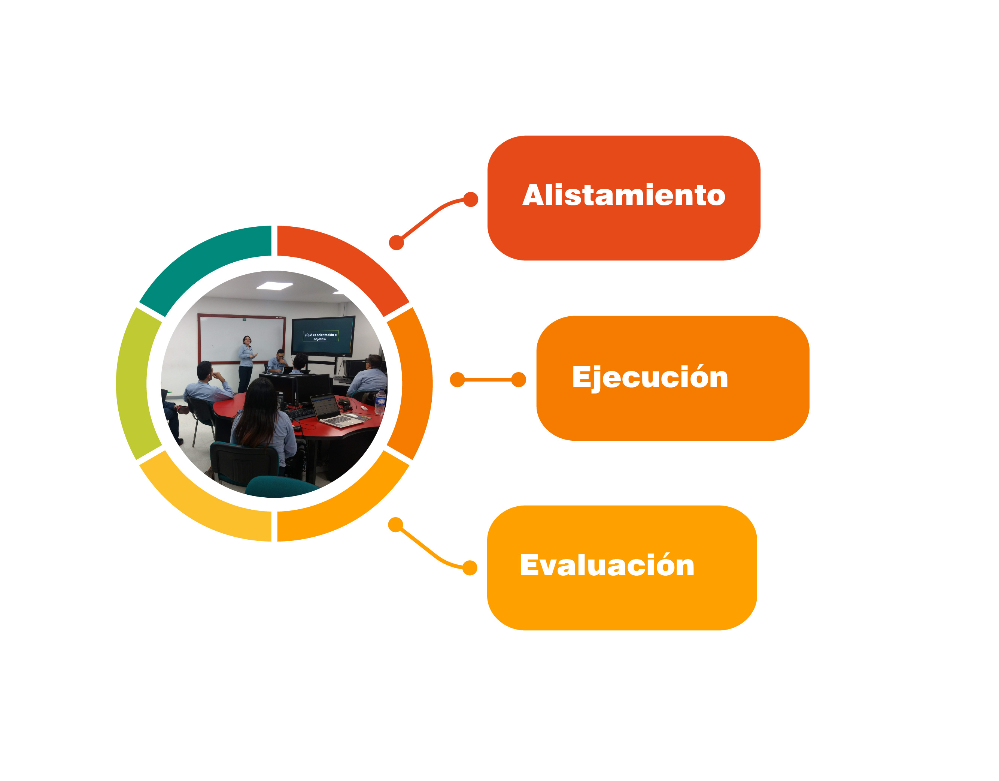 Alistamiento
¿Qué es orientación a
objetos?
Ejecución
Evaluación